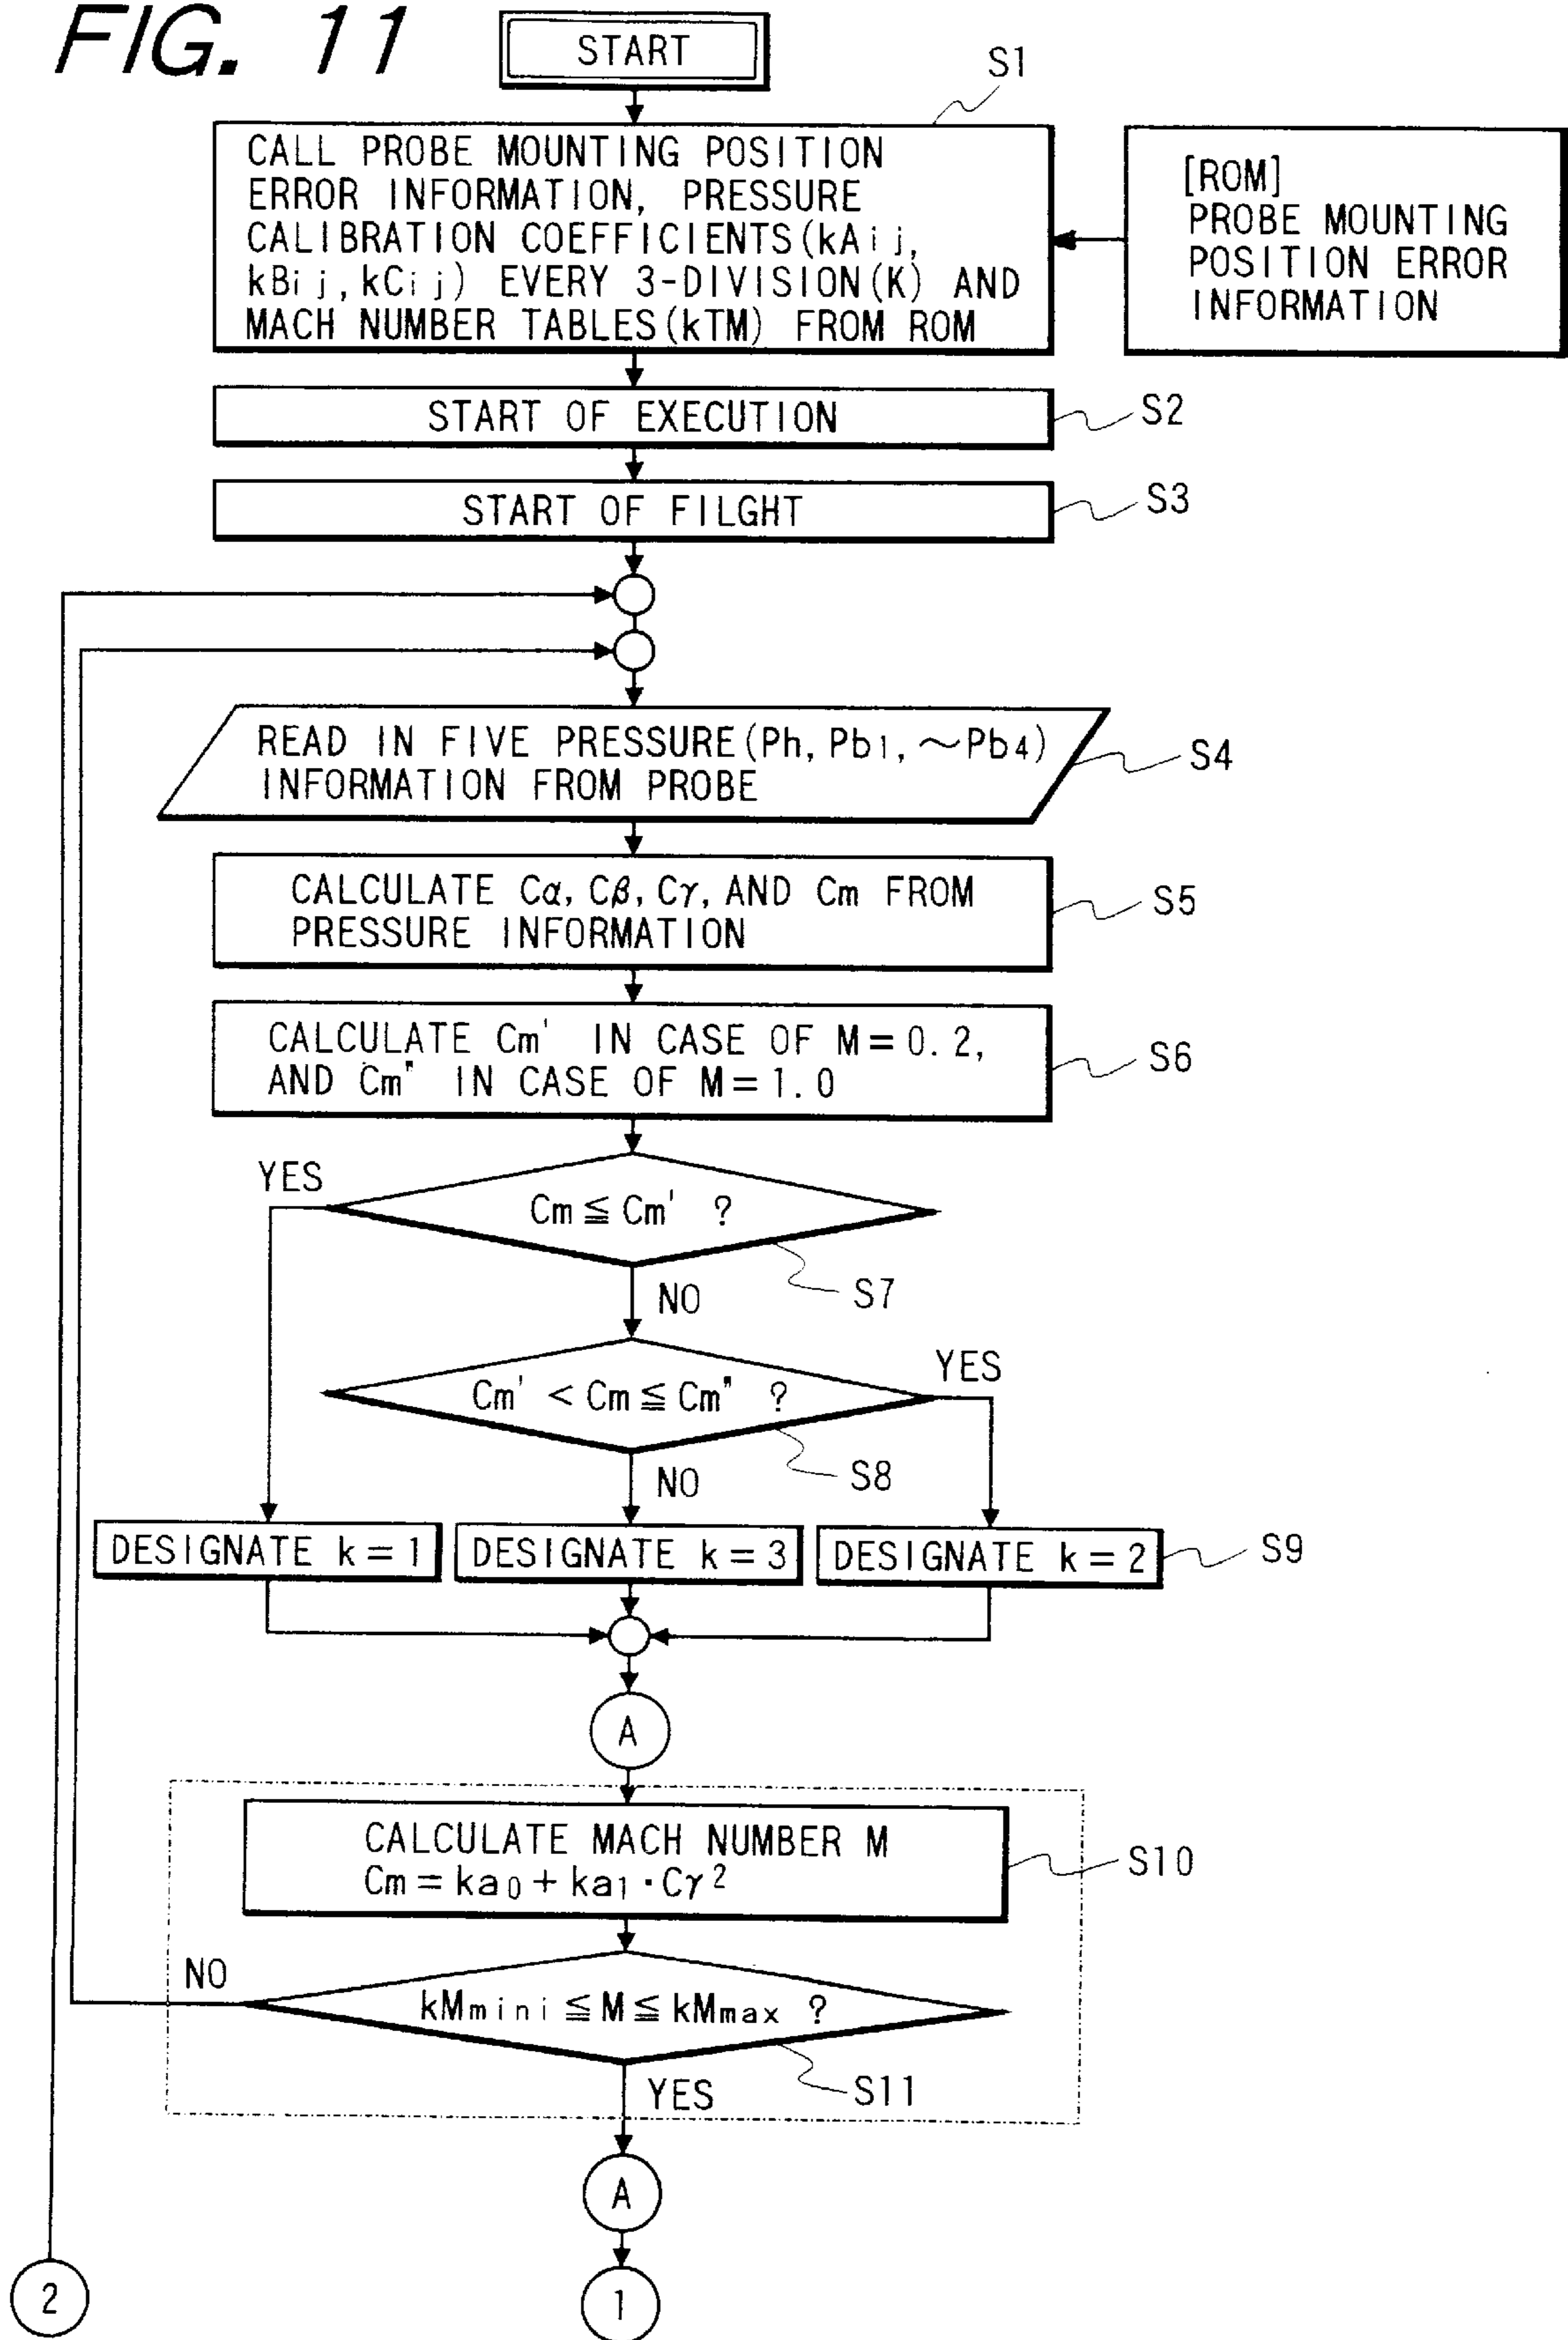 FIG. 11
START
S1
CALL PROBE MOUNTING POSITION
ERROR INFORMATION, PRESSURE
CALIBRATION COEFFICIENTS(kAij,
kBij, kCij) EVERY 3-DIVISION(K) AND
MACH NUMBER TABLES(kTM) FROM ROM
[ROM]
PROBE MOUNTING
POSITION ERROR
INFORMATION
START OF EXECUTION
S2
START OF FILGHT
S3
READ IN FIVE PRESSURE(Ph, Pb1, ~Pb4)
INFORMATION FROM PROBE
S4
CALCULATE Cα, Cβ, Cγ, AND Cm FROM
PRESSURE INFORMATION
S5
CALCULATE Cm' IN CASE OF M=0.2,
AND Cm" IN CASE OF M=1.0
S6
YES
Cm ≦ Cm' ?
S7
NO
YES
Cm' < Cm ≦ Cm" ?
S8
NO
DESIGNATE k=1
DESIGNATE k=3
DESIGNATE k=2
S9
A
CALCULATE MACH NUMBER M
Cm = ka0 + ka1 · Cγ²
S10
NO
kMmini ≦ M ≦ kMmax ?
S11
YES
A
2
1